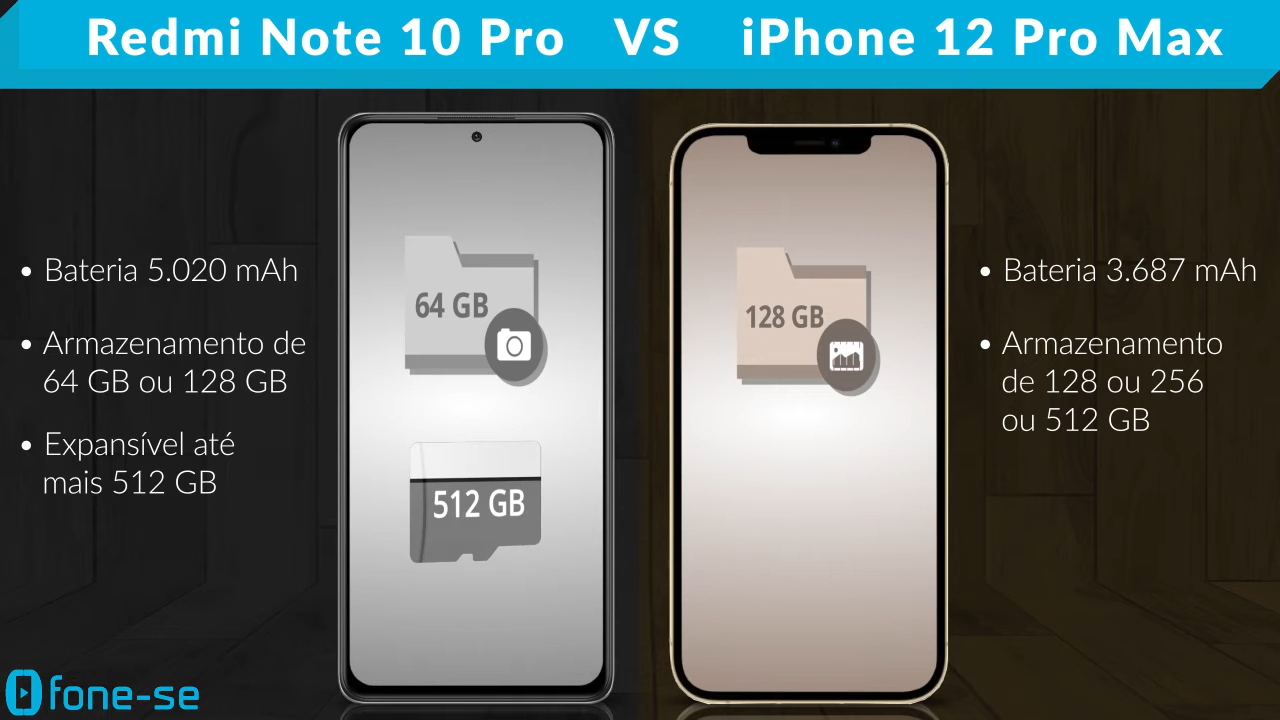 Redmi Note 10 Pro VS iPhone 12 Pro Max
• Bateria 5.020 mAh
• Armazenamento de
64 GB ou 128 GB
• Expansível até
mais 512 GB
64 GB
512 GB
128 GB
• Bateria 3.687 mAh
• Armazenamento
de 128 ou 256
ou 512 GB
fone-se